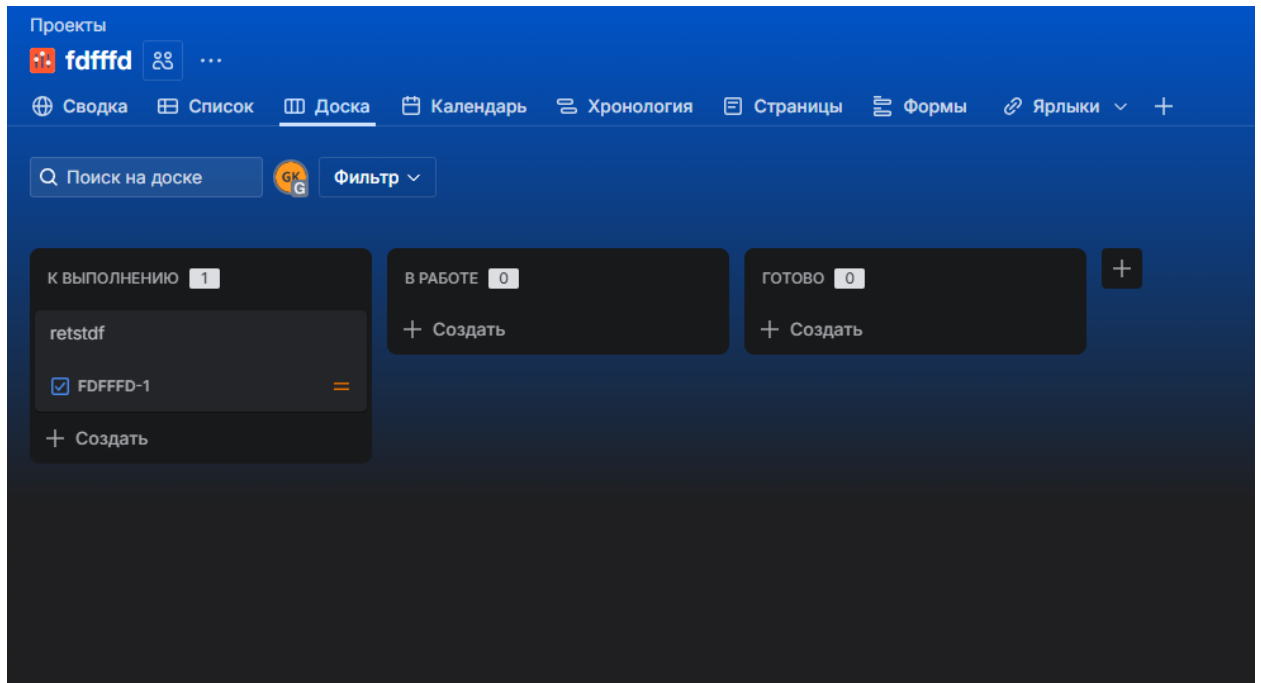 Проекты
fdfffd
Сводка Список Доска Календарь Хронология Страницы Формы Ярлыки
Поиск на доске GK G Фильтр
К ВЫПОЛНЕНИЮ 1 В РАБОТЕ 0 ГОТОВО 0
retstdf
Создать Создать
FDFFFD-1
Создать